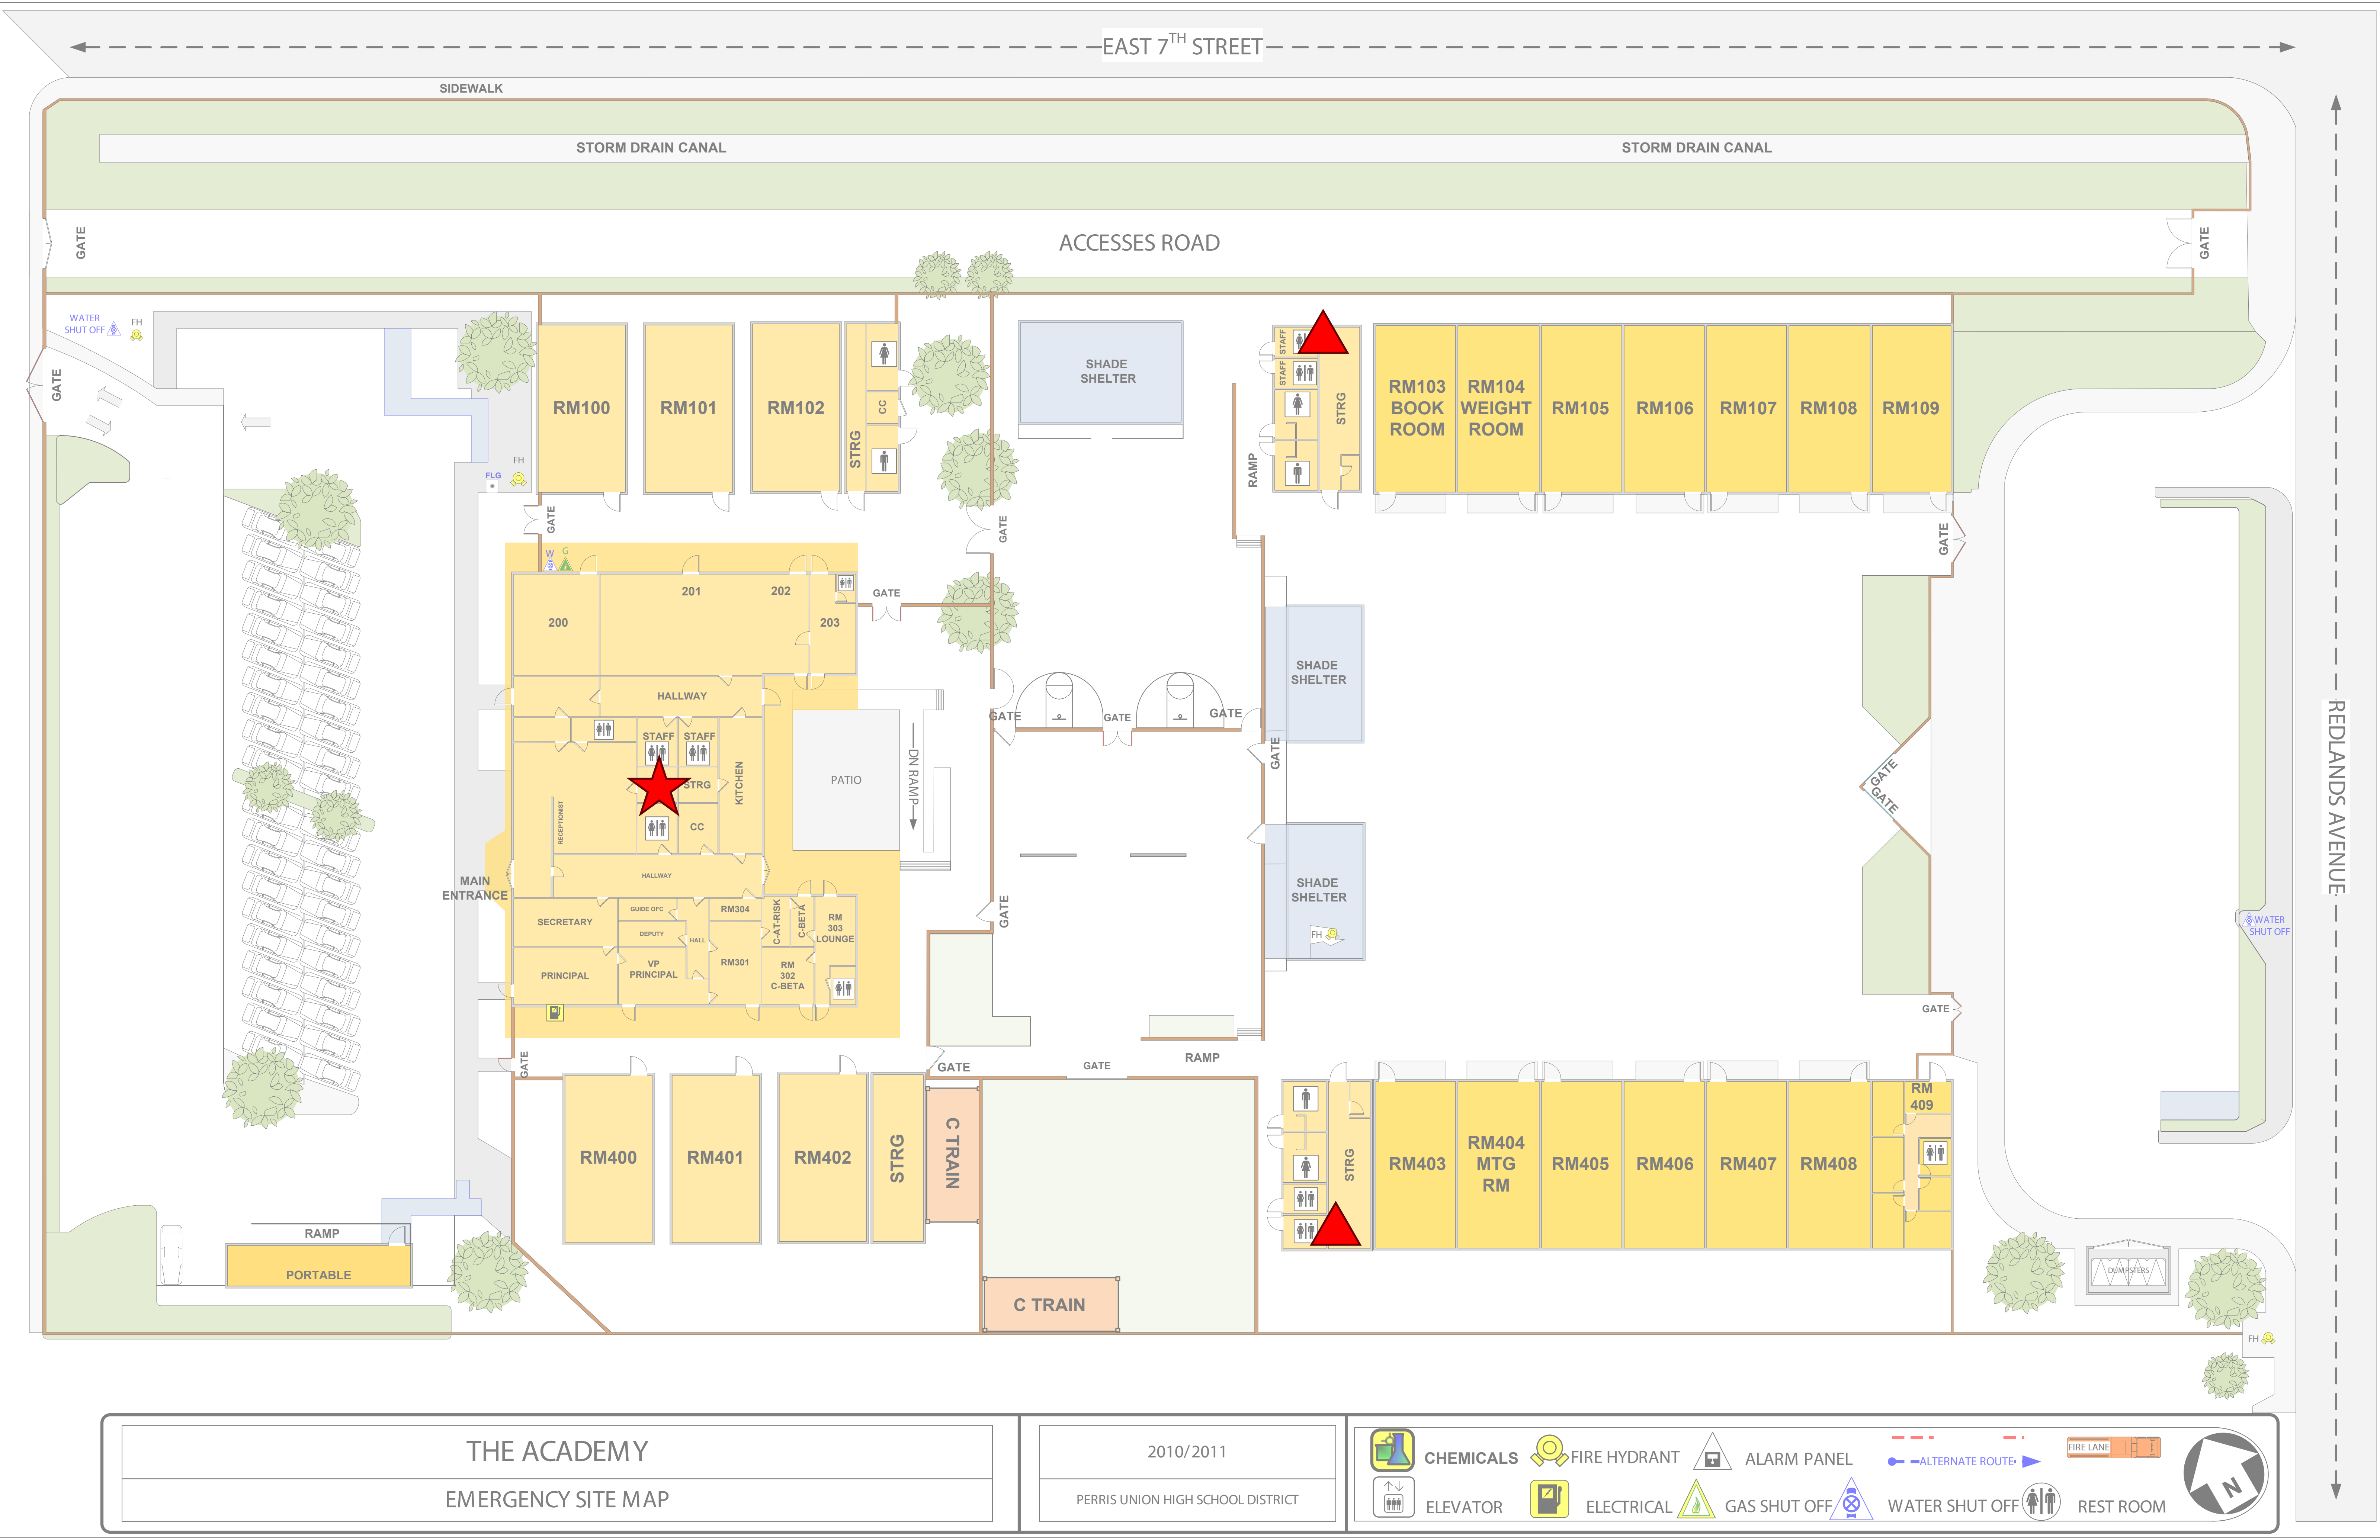 EAST 7TH STREET
SIDEWALK
STORM DRAIN CANAL
STORM DRAIN CANAL
GATE
ACCESSES ROAD
GATE
WATER
SHUT OFF
FH
GATE
RM100
RM101
RM102
STRG
CC
SHADE
SHELTER
RAMP
STAFF
STAFF
STRG
RM103
BOOK
ROOM
RM104
WEIGHT
ROOM
RM105
RM106
RM107
RM108
RM109
FH
FLG
GATE
GATE
GATE
W
G
200
201
202
203
GATE
HALLWAY
STAFF
STAFF
STRG
KITCHEN
RECEPTIONIST
CC
PATIO
DN RAMP
GATE
GATE
GATE
GATE
SHADE
SHELTER
GATE
GATE
REDLANDS AVENUE
MAIN
ENTRANCE
HALLWAY
SECRETARY
GUIDE OFC
DEPUTY
HALL
RM304
C-AT-RISK
C-BETA
RM
303
LOUNGE
PRINCIPAL
VP
PRINCIPAL
RM301
RM
302
C-BETA
GATE
SHADE
SHELTER
FH
WATER
SHUT OFF
GATE
GATE
GATE
GATE
RAMP
RM400
RM401
RM402
STRG
C TRAIN
STRG
RM403
RM404
MTG
RM
RM405
RM406
RM407
RM408
RM
409
RAMP
PORTABLE
C TRAIN
DUMPSTERS
FH
THE ACADEMY
EMERGENCY SITE MAP
2010/2011
PERRIS UNION HIGH SCHOOL DISTRICT
CHEMICALS
FIRE HYDRANT
ALARM PANEL
ALTERNATE ROUTE
FIRE LANE
ELEVATOR
ELECTRICAL
GAS SHUT OFF
WATER SHUT OFF
REST ROOM
N